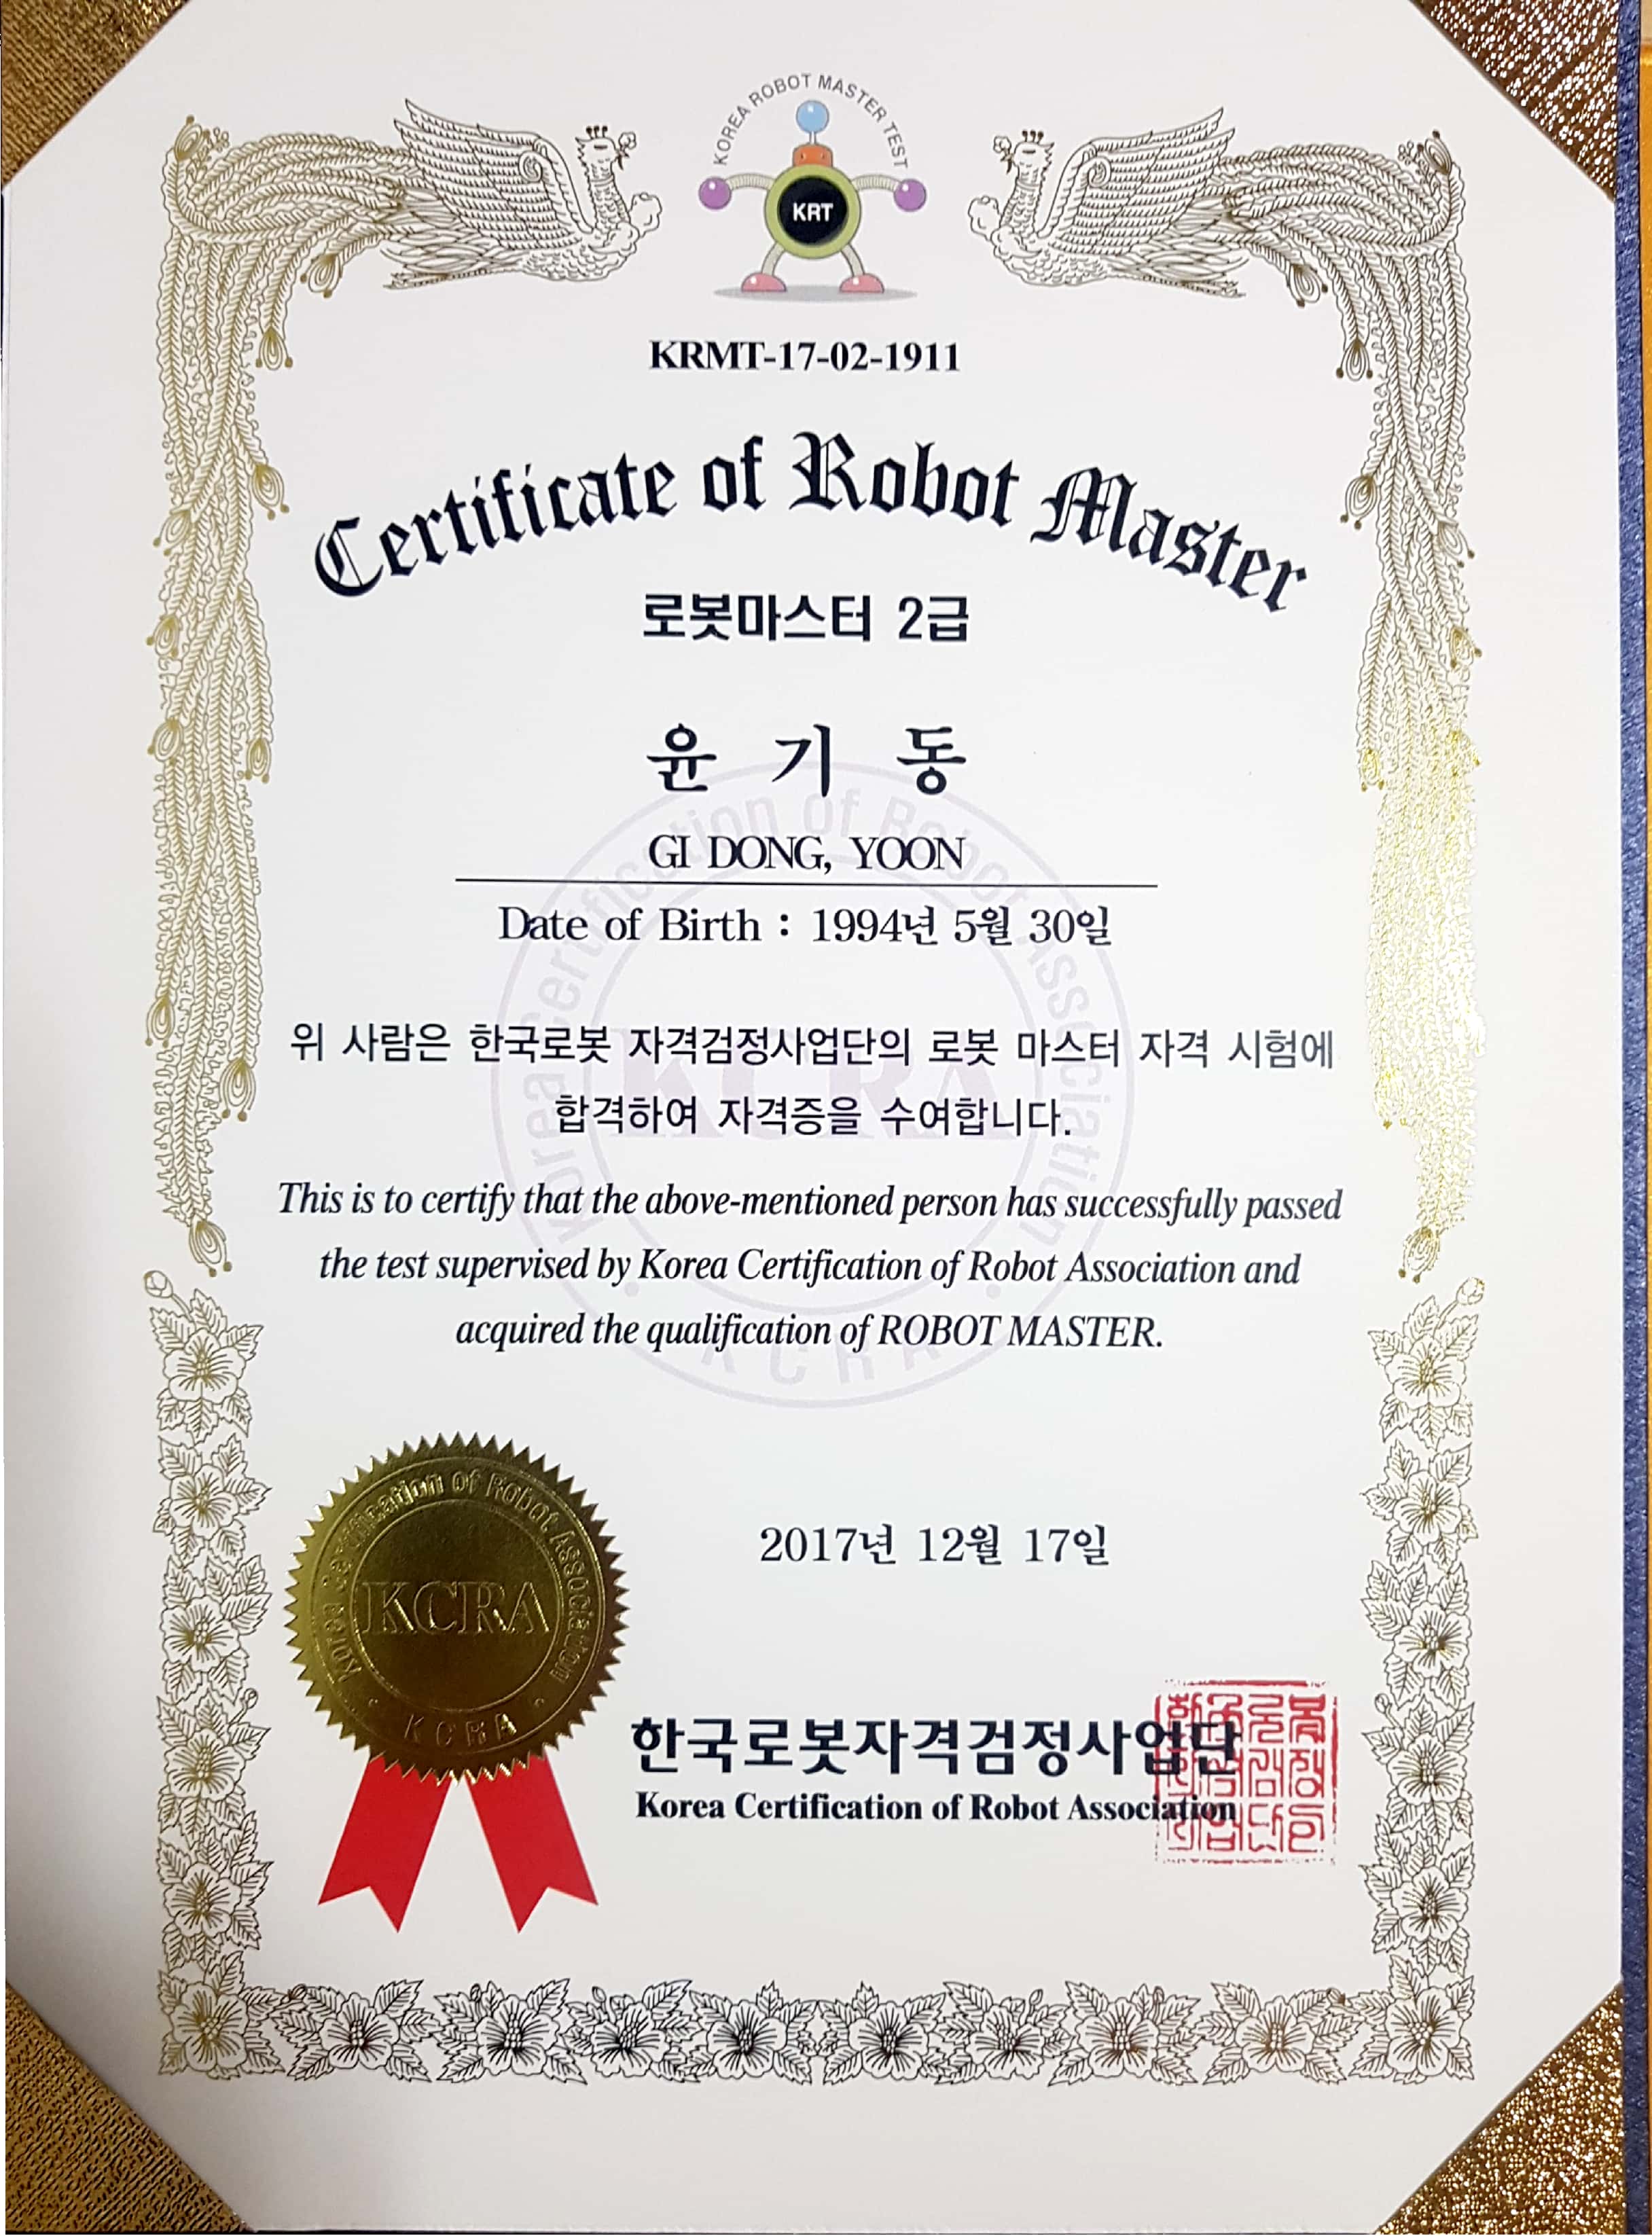 KOREA ROBOT MASTER TEST
KRT
KRMT-17-02-1911
Certificate of Robot Master
로봇마스터 2급
윤 기 동
GI DONG, YOON
Date of Birth : 1994년 5월 30일
위 사람은 한국로봇 자격검정사업단의 로봇 마스터 자격 시험에
합격하여 자격증을 수여합니다.
This is to certify that the above-mentioned person has successfully passed
the test supervised by Korea Certification of Robot Association and
acquired the qualification of ROBOT MASTER.
Korea Certification of Robot Association
KCRA
KCRA
Korea Certification of Robot Association
KCRA
KCRA
2017년 12월 17일
한국로봇자격검정사업단
Korea Certification of Robot Association